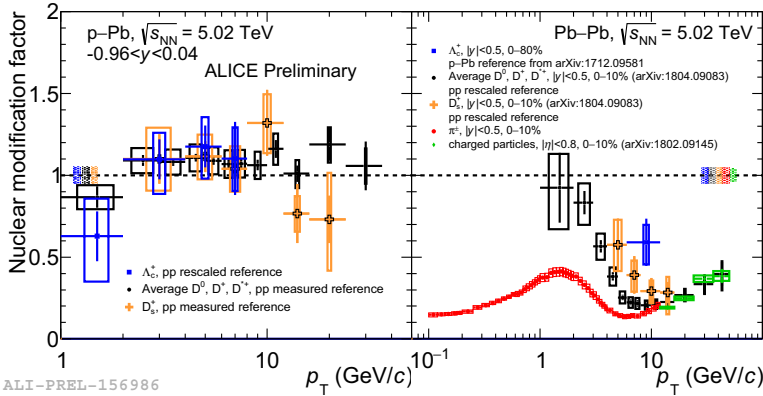 p–Pb, √sNN = 5.02 TeV
-0.96<y<0.04
ALICE Preliminary
Nuclear modification factor
2
1.5
1
0.5
0
Λc+, pp rescaled reference
Average D0, D+, D*+, pp measured reference
Ds+, pp measured reference
1
10
pT (GeV/c)
Pb–Pb, √sNN = 5.02 TeV
Λc+, |y|<0.5, 0–80%
p–Pb reference from arXiv:1712.09581
Average D0, D+, D*+, |y|<0.5, 0–10% (arXiv:1804.09083)
pp rescaled reference
Ds+, |y|<0.5, 0–10% (arXiv:1804.09083)
pp rescaled reference
π±, |y|<0.5, 0–10%
charged particles, |η|<0.8, 0–10% (arXiv:1802.09145)
10−1
1
10
pT (GeV/c)
ALI-PREL-156986